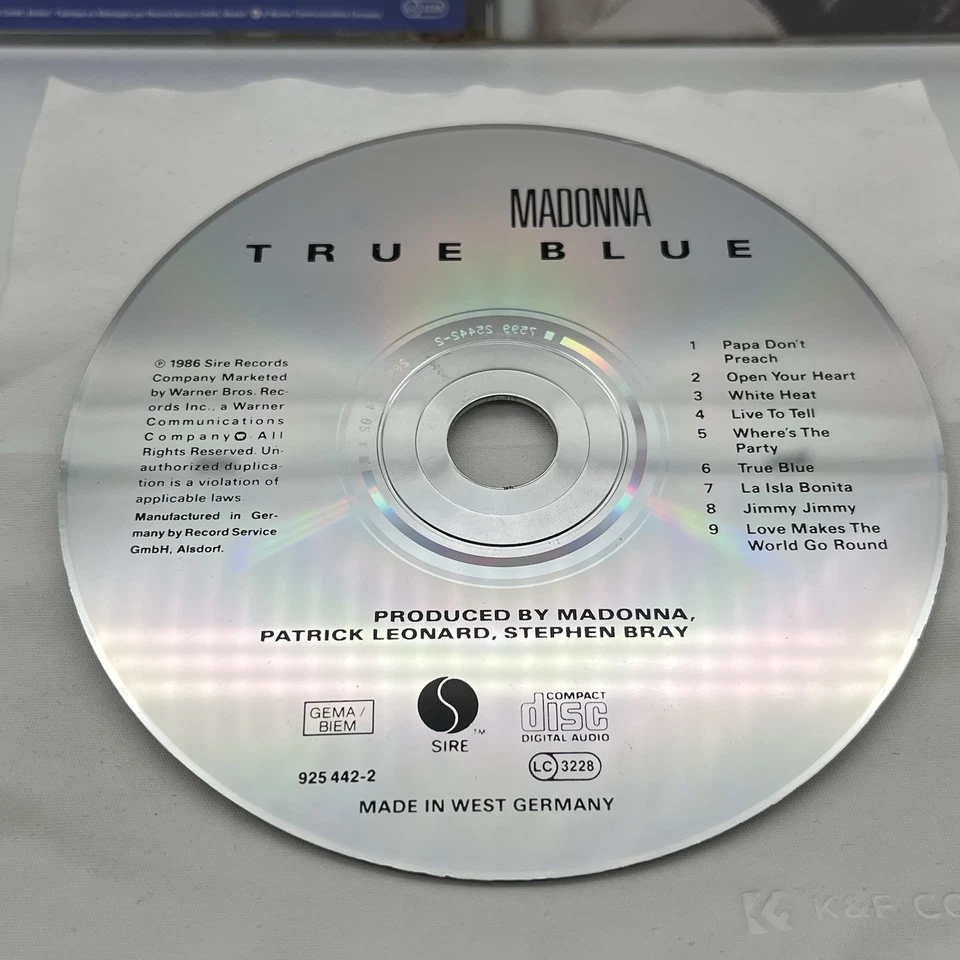 MADONNA
TRUE BLUE
℗ 1986 Sire Records
Company Marketed
by Warner Bros. Rec-
ords Inc., a Warner
Communications
Company. All
Rights Reserved. Un-
authorized duplica-
tion is a violation of
applicable laws.
Manufactured in Ger-
many by Record Service
GmbH, Alsdorf.
7599 25442-2
1 Papa Don't
Preach
2 Open Your Heart
3 White Heat
4 Live To Tell
5 Where's The
Party
6 True Blue
7 La Isla Bonita
8 Jimmy Jimmy
9 Love Makes The
World Go Round
PRODUCED BY MADONNA,
PATRICK LEONARD, STEPHEN BRAY
GEMA/
BIEM
SIRE
TM
COMPACT
disc
DIGITAL AUDIO
LC 3228
925 442-2
MADE IN WEST GERMANY
K&F